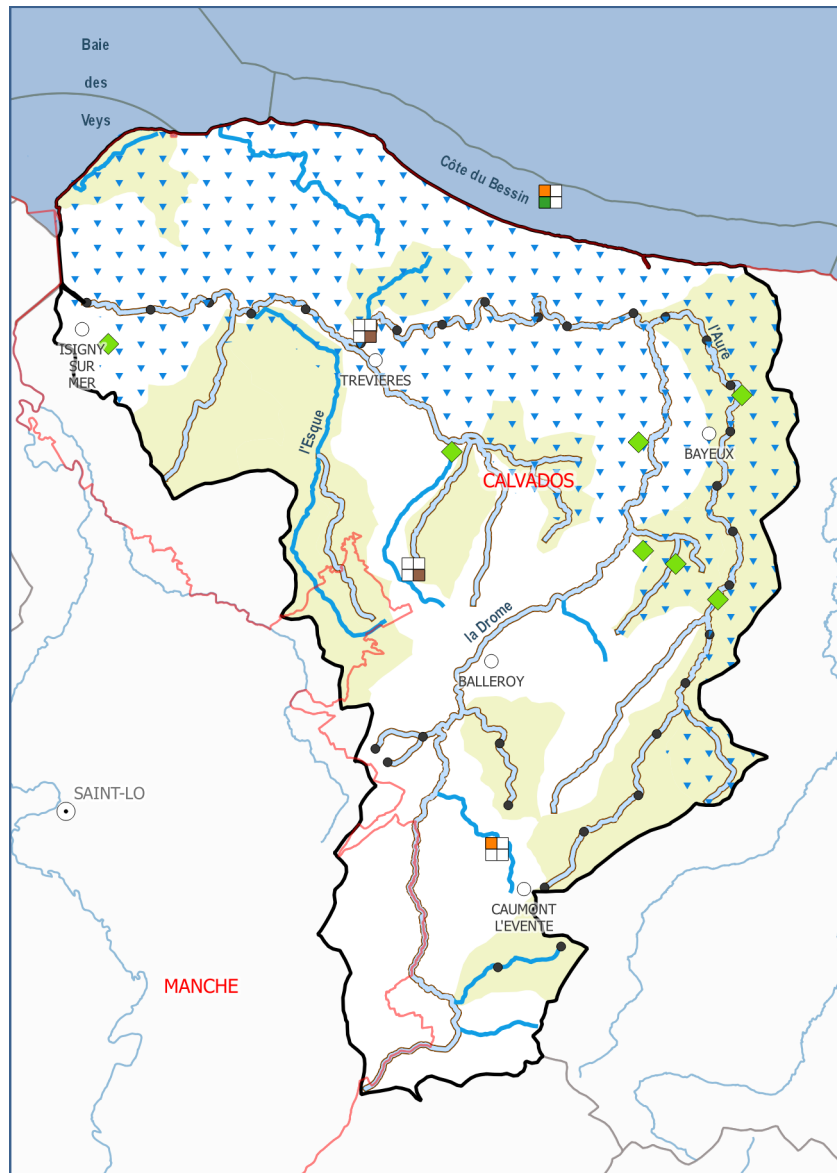 Baie
des
Veys
Côte du Bessin
ISIGNY
SUR
MER
TREVIERES
l'Aure
l'Esque
BAYEUX
CALVADOS
la Drome
BALLEROY
SAINT-LO
CAUMONT
L'EVENTE
MANCHE